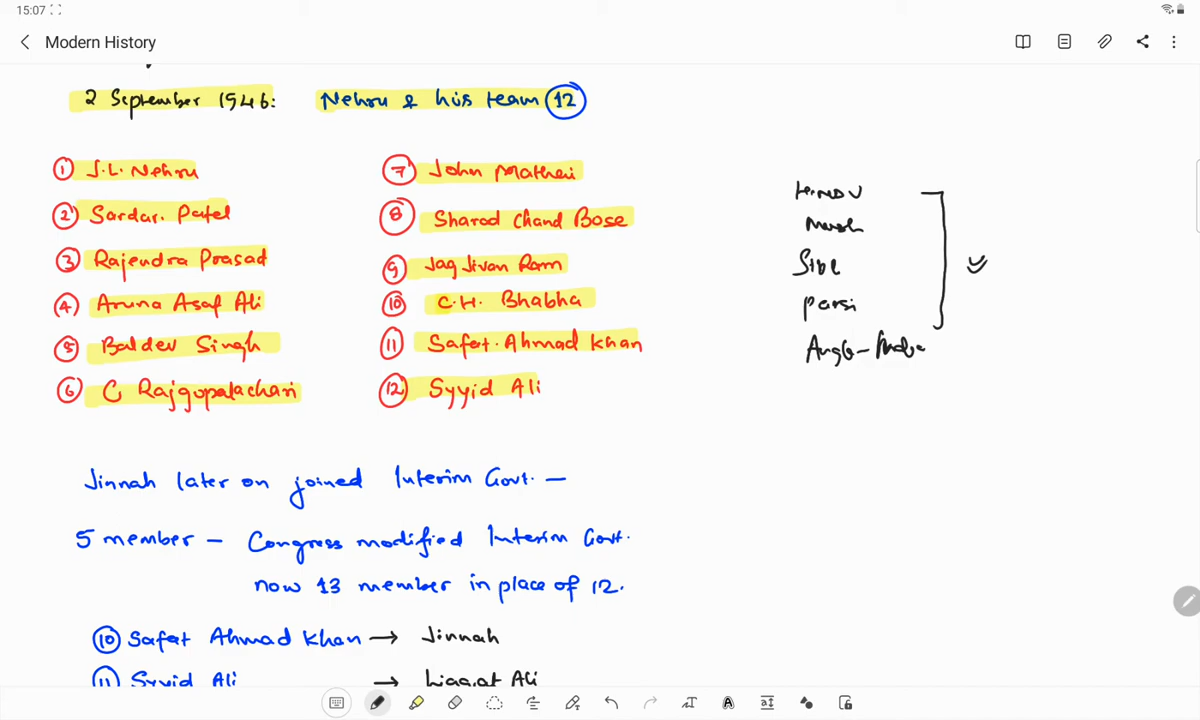 15:07
Modern History
2 September 1946: Nehru & his team 12
1 J.L. Nehru
2 Sardar. Patel
3 Rajendra Prasad
4 Aruna Asaf Ali
5 Baldev Singh
6 C Rajgopalachari
7 John Mathai
8 Sharad Chand Bose
9 Jag Jivan Ram
10 C.H. Bhabha
11 Safat. Ahmad Khan
12 Syyid Ali
Hindu
Parsi
Jinnah later on joined Interim Govt. —
5 member — Congress modified Interim Govt.
now 13 member in place of 12.
10 Safat Ahmad Khan → Jinnah
11 Syyid Ali → Liaqat Ali